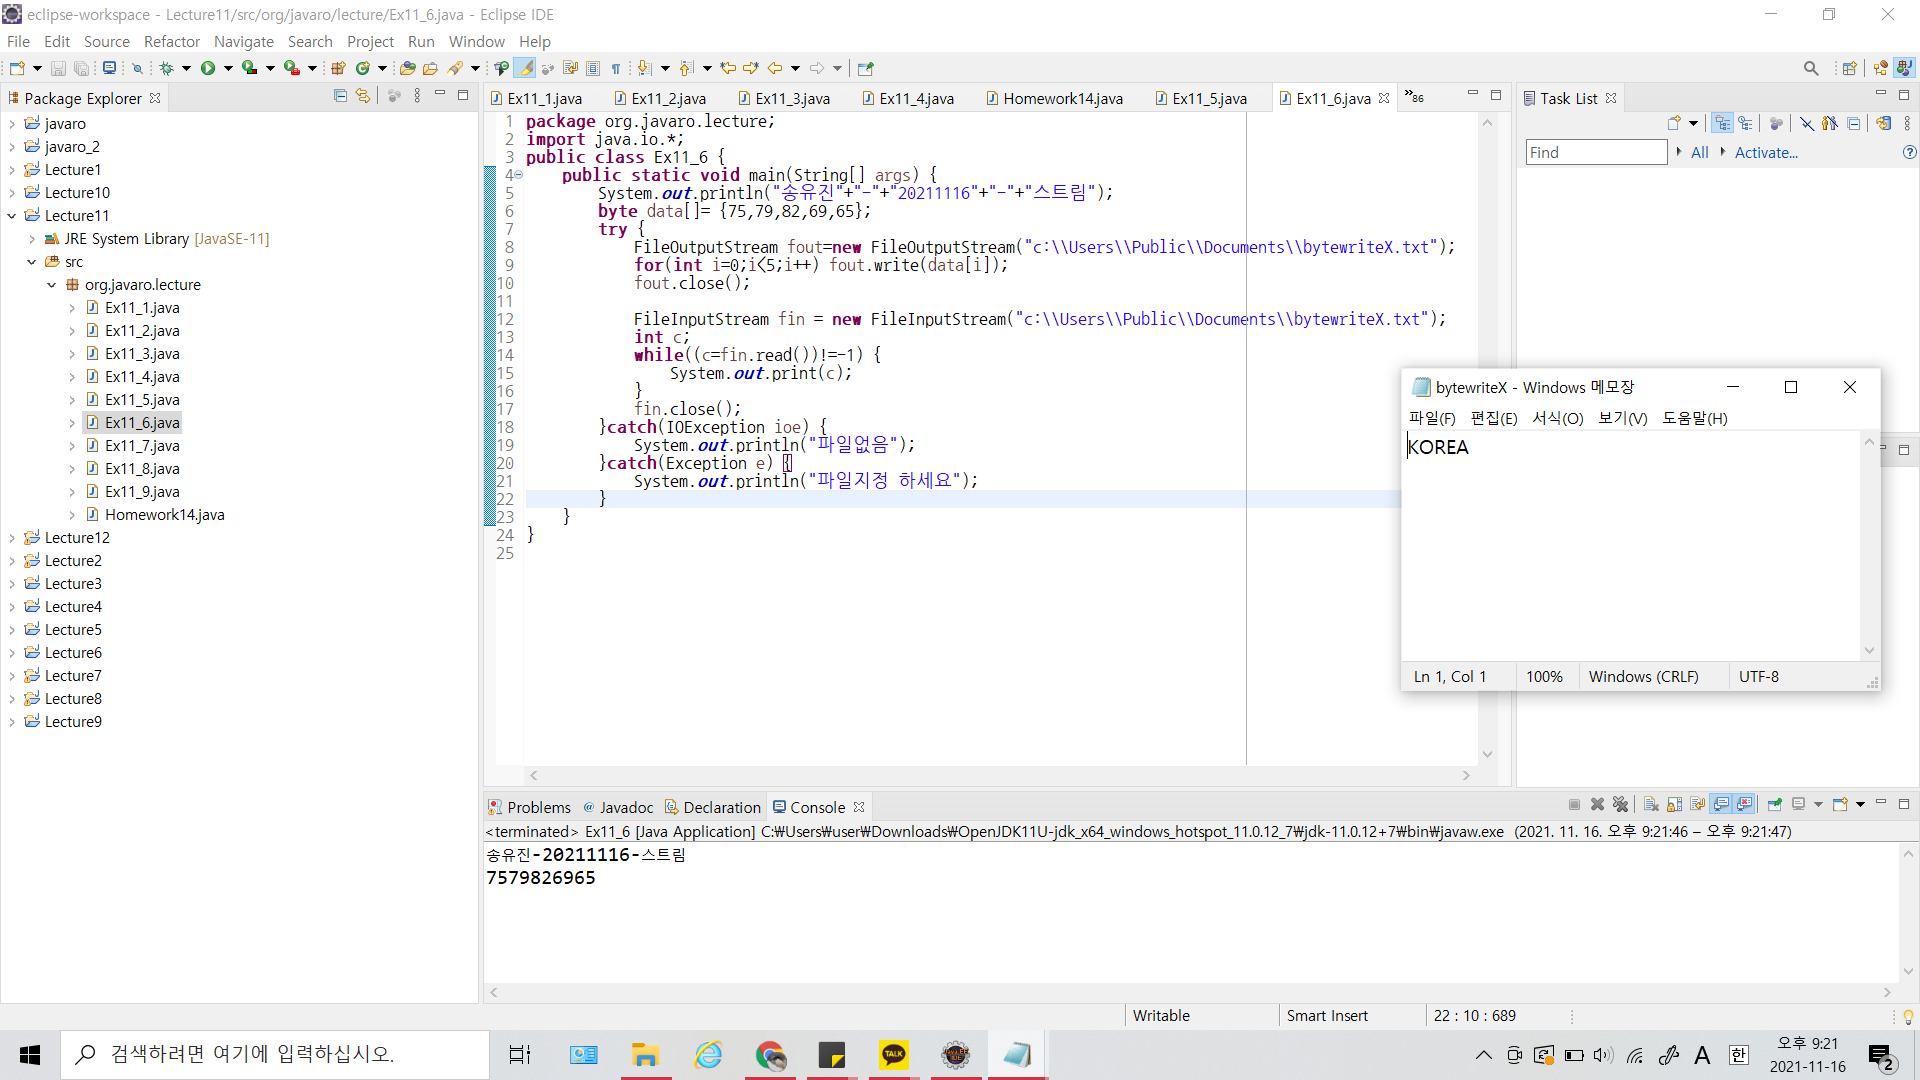 eclipse-workspace - Lecture11/src/org/javaro/lecture/Ex11_6.java - Eclipse IDE
File Edit Source Refactor Navigate Search Project Run Window Help
Package Explorer
javaro
javaro_2
Lecture1
Lecture10
Lecture11
JRE System Library [JavaSE-11]
src
org.javaro.lecture
Ex11_1.java
Ex11_2.java
Ex11_3.java
Ex11_4.java
Ex11_5.java
Ex11_6.java
Ex11_7.java
Ex11_8.java
Ex11_9.java
Homework14.java
Lecture12
Lecture2
Lecture3
Lecture4
Lecture5
Lecture6
Lecture7
Lecture8
Lecture9
Ex11_1.java Ex11_2.java Ex11_3.java Ex11_4.java Homework14.java Ex11_5.java Ex11_6.java »86
1 package org.javaro.lecture;
2 import java.io.*;
3 public class Ex11_6 {
4 public static void main(String[] args) {
5 System.out.println("송유진"+"-"+"20211116"+"-"+"스트림");
6 byte data[]= {75,79,82,69,65};
7 try {
8 FileOutputStream fout=new FileOutputStream("c:\\Users\\Public\\Documents\\bytewriteX.txt");
9 for(int i=0;i<5;i++) fout.write(data[i]);
10 fout.close();
11
12 FileInputStream fin = new FileInputStream("c:\\Users\\Public\\Documents\\bytewriteX.txt");
13 int c;
14 while((c=fin.read())!=-1) {
15 System.out.print(c);
16 }
17 fin.close();
18 }catch(IOException ioe) {
19 System.out.println("파일없음");
20 }catch(Exception e) {
21 System.out.println("파일지정 하세요");
22 }
23 }
24 }
25
Task List
Find All Activate...
bytewriteX - Windows 메모장
파일(F) 편집(E) 서식(O) 보기(V) 도움말(H)
KOREA
Ln 1, Col 1 100% Windows (CRLF) UTF-8
Problems Javadoc Declaration Console
<terminated> Ex11_6 [Java Application] C:₩Users₩user₩Downloads₩OpenJDK11U-jdk_x64_windows_hotspot_11.0.12_7₩jdk-11.0.12+7₩bin₩javaw.exe (2021. 11. 16. 오후 9:21:46 – 오후 9:21:47)
송유진-20211116-스트림
7579826965
Writable Smart Insert 22 : 10 : 689
검색하려면 여기에 입력하십시오.
TALK
A 한
오후 9:21
2021-11-16
2